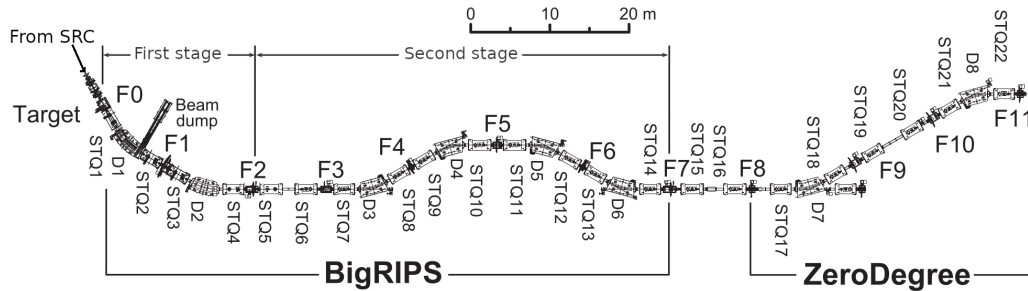 0 10 20 m
From SRC
First stage
Second stage
Target
F0
Beam
dump
F1
F2
F3
F4
F5
F6
F7
F8
F9
F10
F11
STQ1
D1
STQ2
STQ3
D2
STQ4
STQ5
STQ6
STQ7
D3
STQ8
STQ9
D4
STQ10
STQ11
D5
STQ12
STQ13
D6
STQ14
STQ15
STQ16
STQ17
D7
STQ18
STQ19
STQ20
STQ21
D8
STQ22
BigRIPS
ZeroDegree